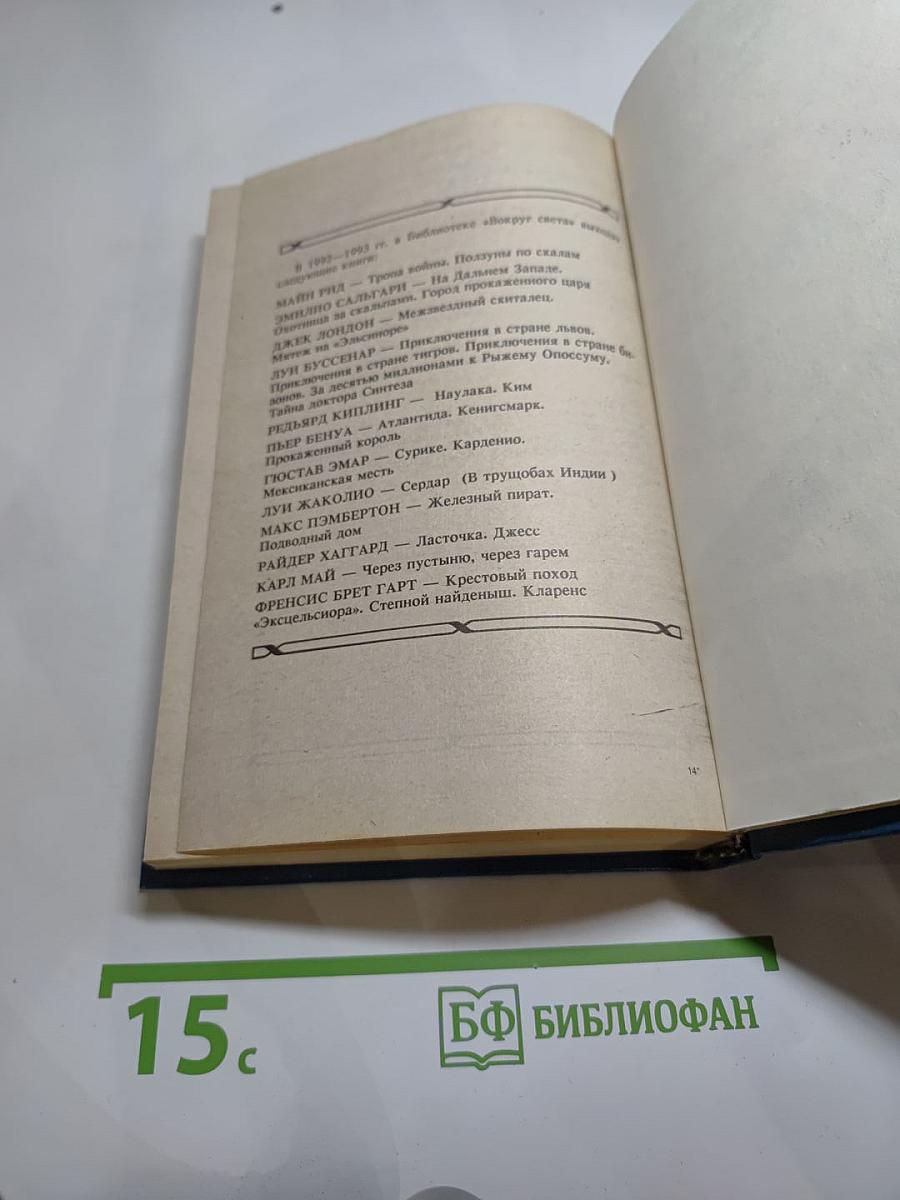 В 1992—1993 гг. в Библиотеке «Вокруг света» выходят
следующие книги:
МАЙН РИД — Тропа войны. Ползуны по скалам
ЭМИЛИО САЛЬГАРИ — На Дальнем Западе.
Охотница за скальпами. Город прокаженного царя
ДЖЕК ЛОНДОН — Межзвездный скиталец.
Мятеж на «Эльсиноре»
ЛУИ БУССЕНАР — Приключения в стране львов.
Приключения в стране тигров. Приключения в стране би-
зонов. За десятью миллионами к Рыжему Опоссуму.
Тайна доктора Синтеза
РЕДЬЯРД КИПЛИНГ — Наулака. Ким
ПЬЕР БЕНУА — Атлантида. Кенигсмарк.
Прокаженный король
ГЮСТАВ ЭМАР — Сурике. Карденио.
Мексиканская месть
ЛУИ ЖАКОЛИО — Сердар (В трущобах Индии )
МАКС ПЭМБЕРТОН — Железный пират.
Подводный дом
РАЙДЕР ХАГГАРД — Ласточка. Джесс
КАРЛ МАЙ — Через пустыню, через гарем
ФРЕНСИС БРЕТ ГАРТ — Крестовый поход
«Эксцельсиора». Степной найденыш. Кларенс
14*
15 с
БФ БИБЛИОФАН